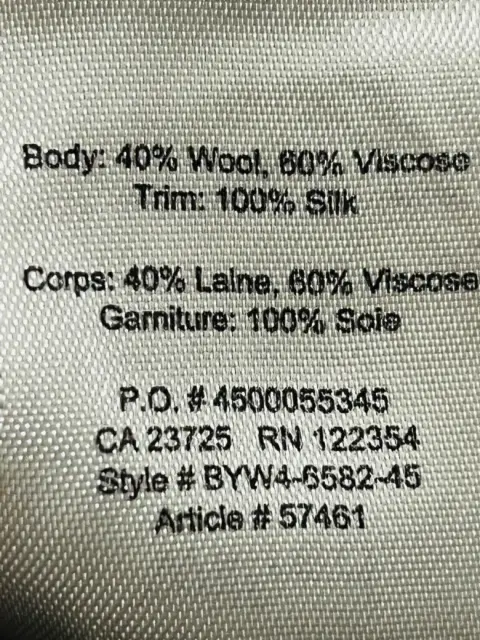 Body: 40% Wool, 60% Viscose
Trim: 100% Silk
Corps: 40% Laine, 60% Viscose
Garniture: 100% Soie
P.O. # 4500055345
CA 23725 RN 122354
Style # BYW4-6582-45
Article # 57461